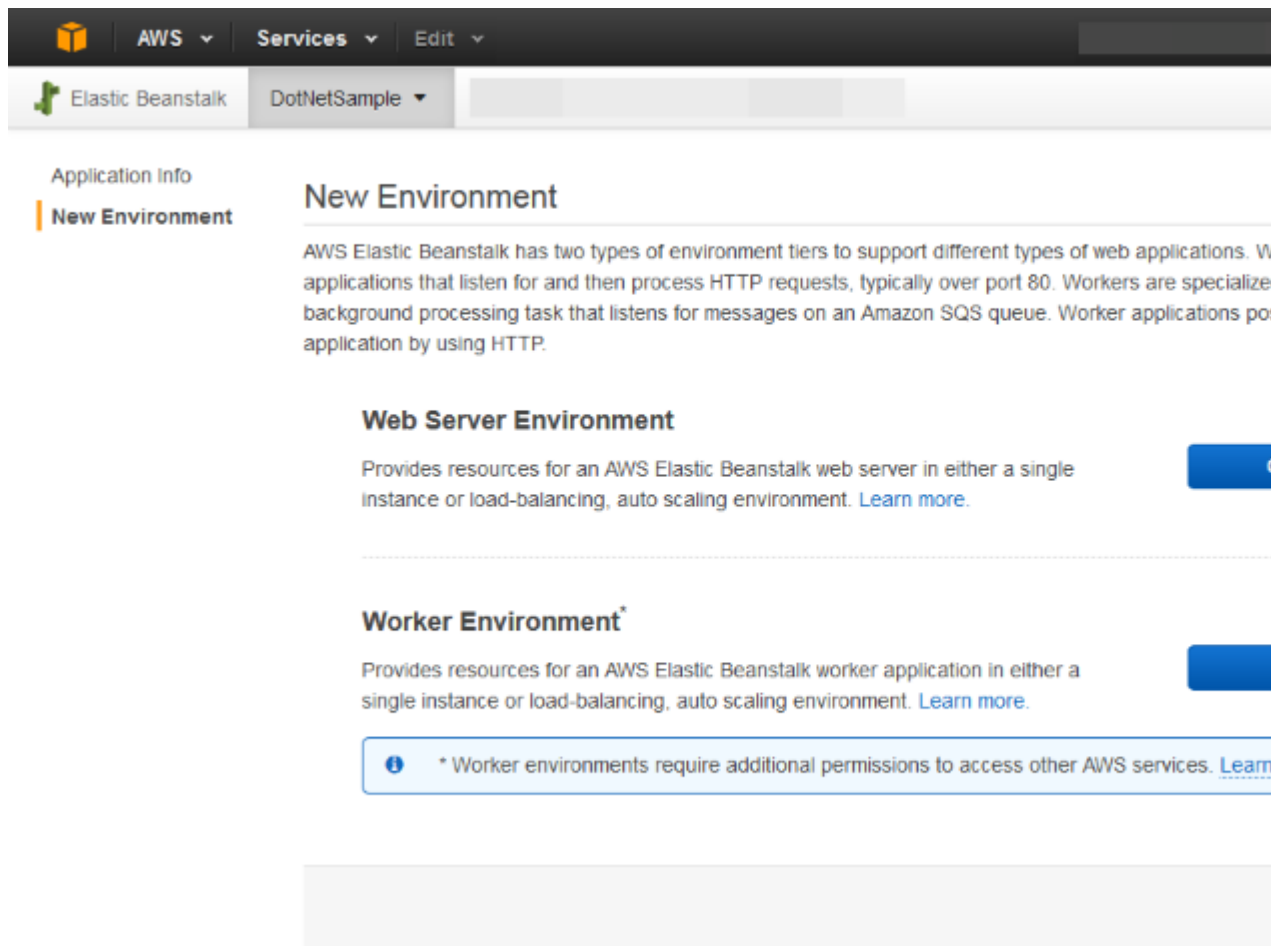 AWS Services Edit
Elastic Beanstalk DotNetSample
Application Info
New Environment
New Environment
AWS Elastic Beanstalk has two types of environment tiers to support different types of web applications.
applications that listen for and then process HTTP requests, typically over port 80. Workers are
background processing task that listens for messages on an Amazon SQS queue. Worker applications
application by using HTTP.
Web Server Environment
Provides resources for an AWS Elastic Beanstalk web server in either a single
instance or load-balancing, auto scaling environment. Learn more.
Worker Environment*
Provides resources for an AWS Elastic Beanstalk worker application in either a
single instance or load-balancing, auto scaling environment. Learn more.
* Worker environments require additional permissions to access other AWS services. Learn